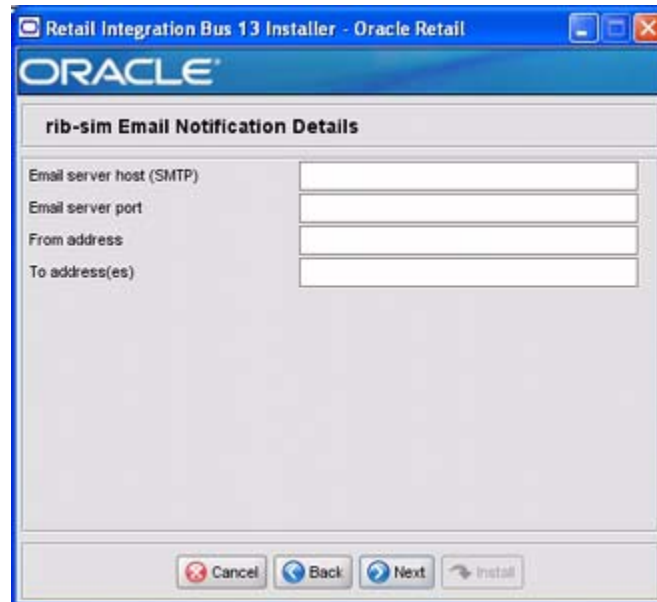 Retail Integration Bus 13 Installer - Oracle Retail
ORACLE
rib-sim Email Notification Details
Email server host (SMTP)
Email server port
From address
To address(es)
Cancel Back Next Install